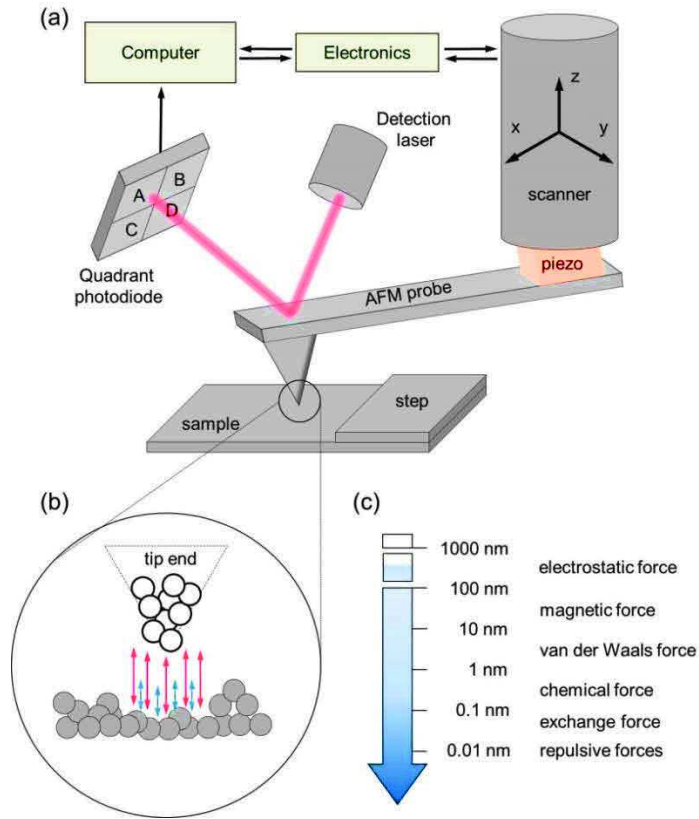 (a)
Computer
Electronics
z
x
y
scanner
Detection
laser
A
B
C
D
Quadrant
photodiode
piezo
AFM probe
sample
step
(b)
tip end
(c)
1000 nm
electrostatic force
100 nm
magnetic force
10 nm
van der Waals force
1 nm
chemical force
0.1 nm
exchange force
0.01 nm
repulsive forces